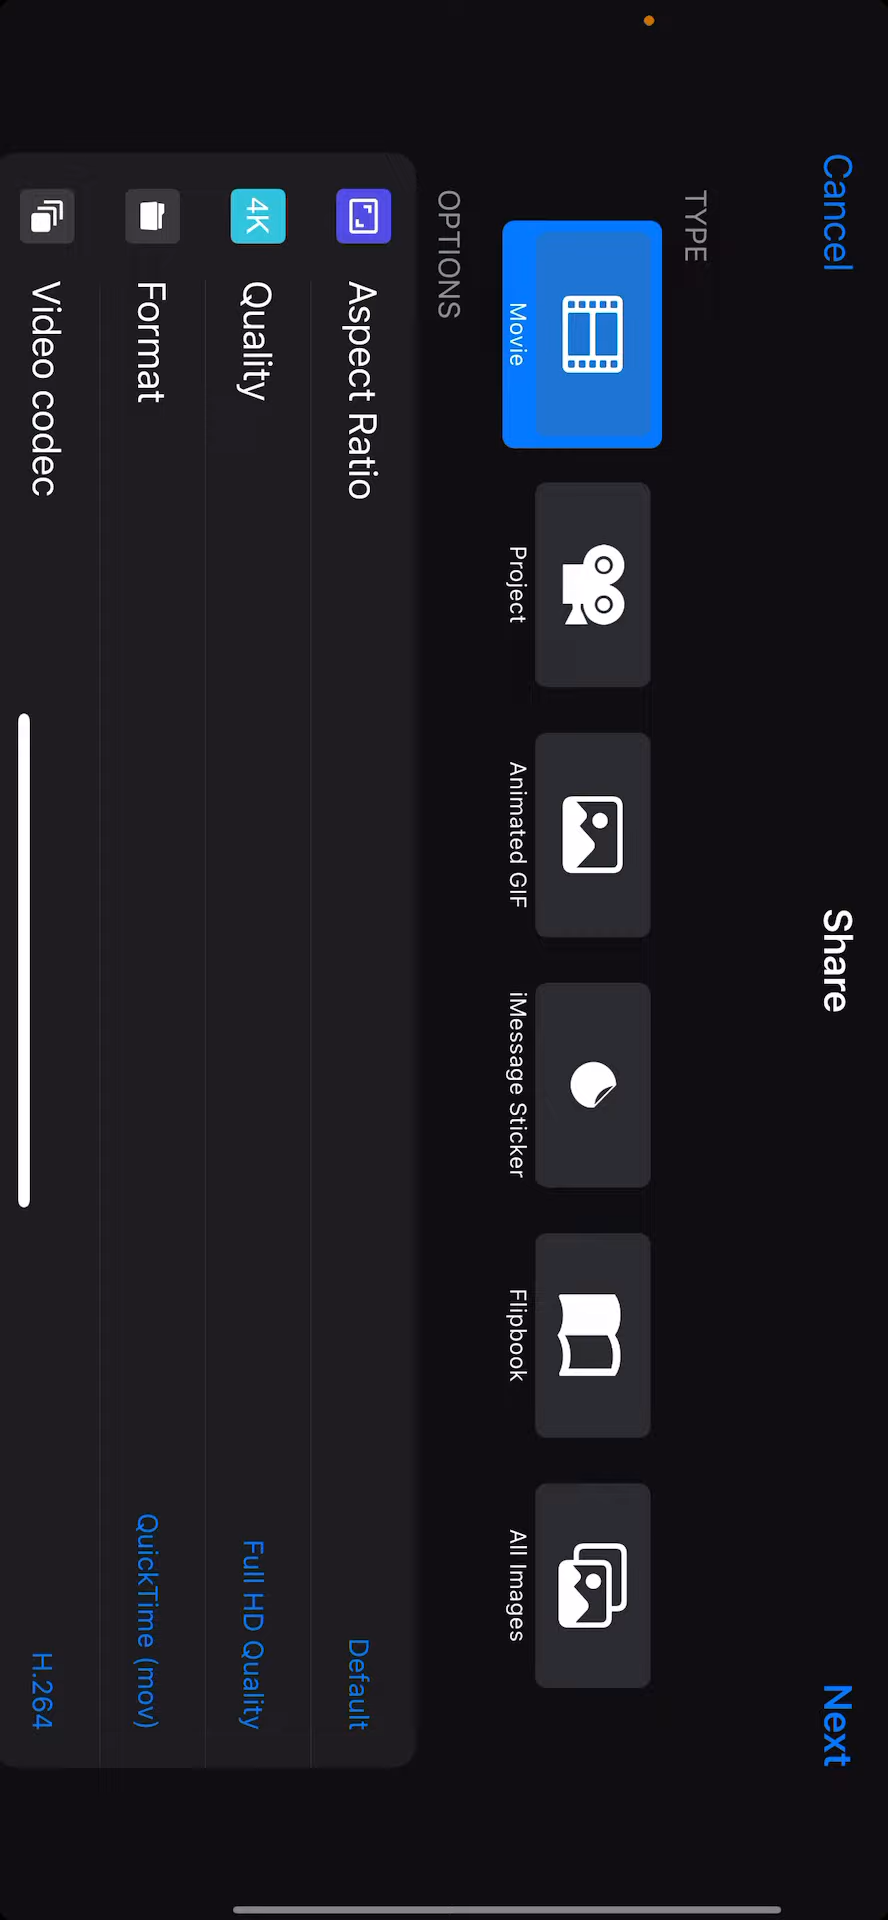 Cancel
Share
Next
TYPE
Movie
Project
Animated GIF
iMessage Sticker
Flipbook
All Images
OPTIONS
Aspect Ratio
Default
4K
Quality
Full HD Quality
Format
QuickTime (mov)
Video codec
H.264